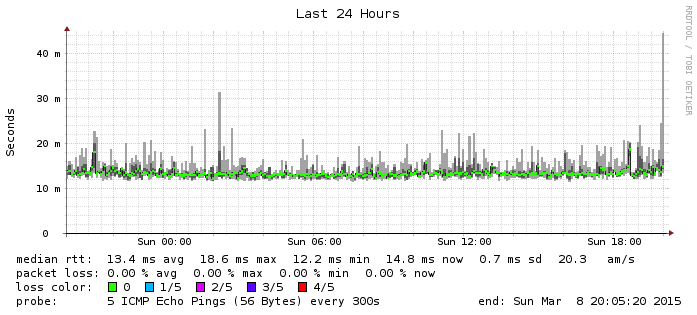 Last 24 Hours
RRDTOOL / TOBI OETIKER
Seconds
40 m
30 m
20 m
10 m
0
Sun 00:00 Sun 06:00 Sun 12:00 Sun 18:00
median rtt: 13.4 ms avg 18.6 ms max 12.2 ms min 14.8 ms now 0.7 ms sd 20.3 am/s
packet loss: 0.00 % avg 0.00 % max 0.00 % min 0.00 % now
loss color: 0 1/5 2/5 3/5 4/5
probe: 5 ICMP Echo Pings (56 Bytes) every 300s end: Sun Mar 8 20:05:20 2015